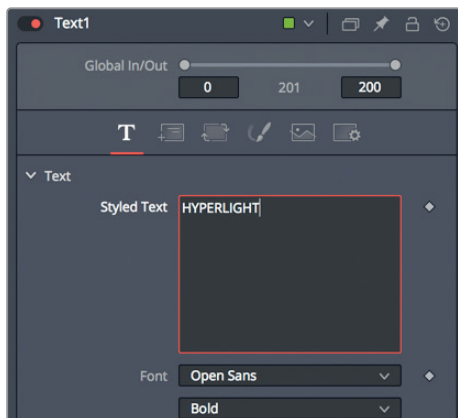 Text1
Global In/Out
0 201 200
T
Text
Styled Text HYPERLIGHT
Font Open Sans
Bold